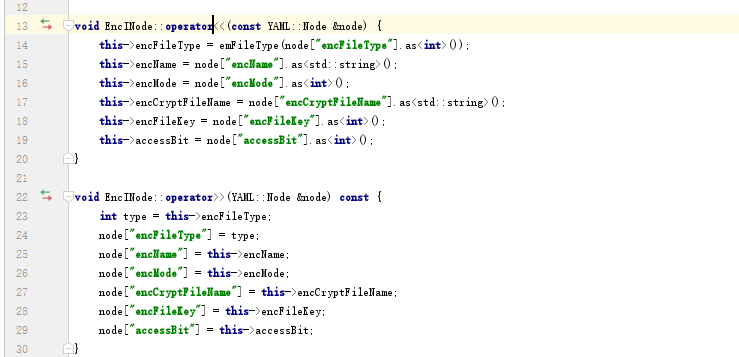 12
13 void EncINode::operator<<(const YAML::Node &node) {
14 this->encFileType = emFileType(node["encFileType"].as<int>());
15 this->encName = node["encName"].as<std::string>();
16 this->encMode = node["encMode"].as<int>();
17 this->encCryptFileName = node["encCryptFileName"].as<std::string>();
18 this->encFileKey = node["encFileKey"].as<int>();
19 this->accessBit = node["accessBit"].as<int>();
20 }
21
22 void EncINode::operator>>(YAML::Node &node) const {
23 int type = this->encFileType;
24 node["encFileType"] = type;
25 node["encName"] = this->encName;
26 node["encMode"] = this->encMode;
27 node["encCryptFileName"] = this->encCryptFileName;
28 node["encFileKey"] = this->encFileKey;
29 node["accessBit"] = this->accessBit;
30 }